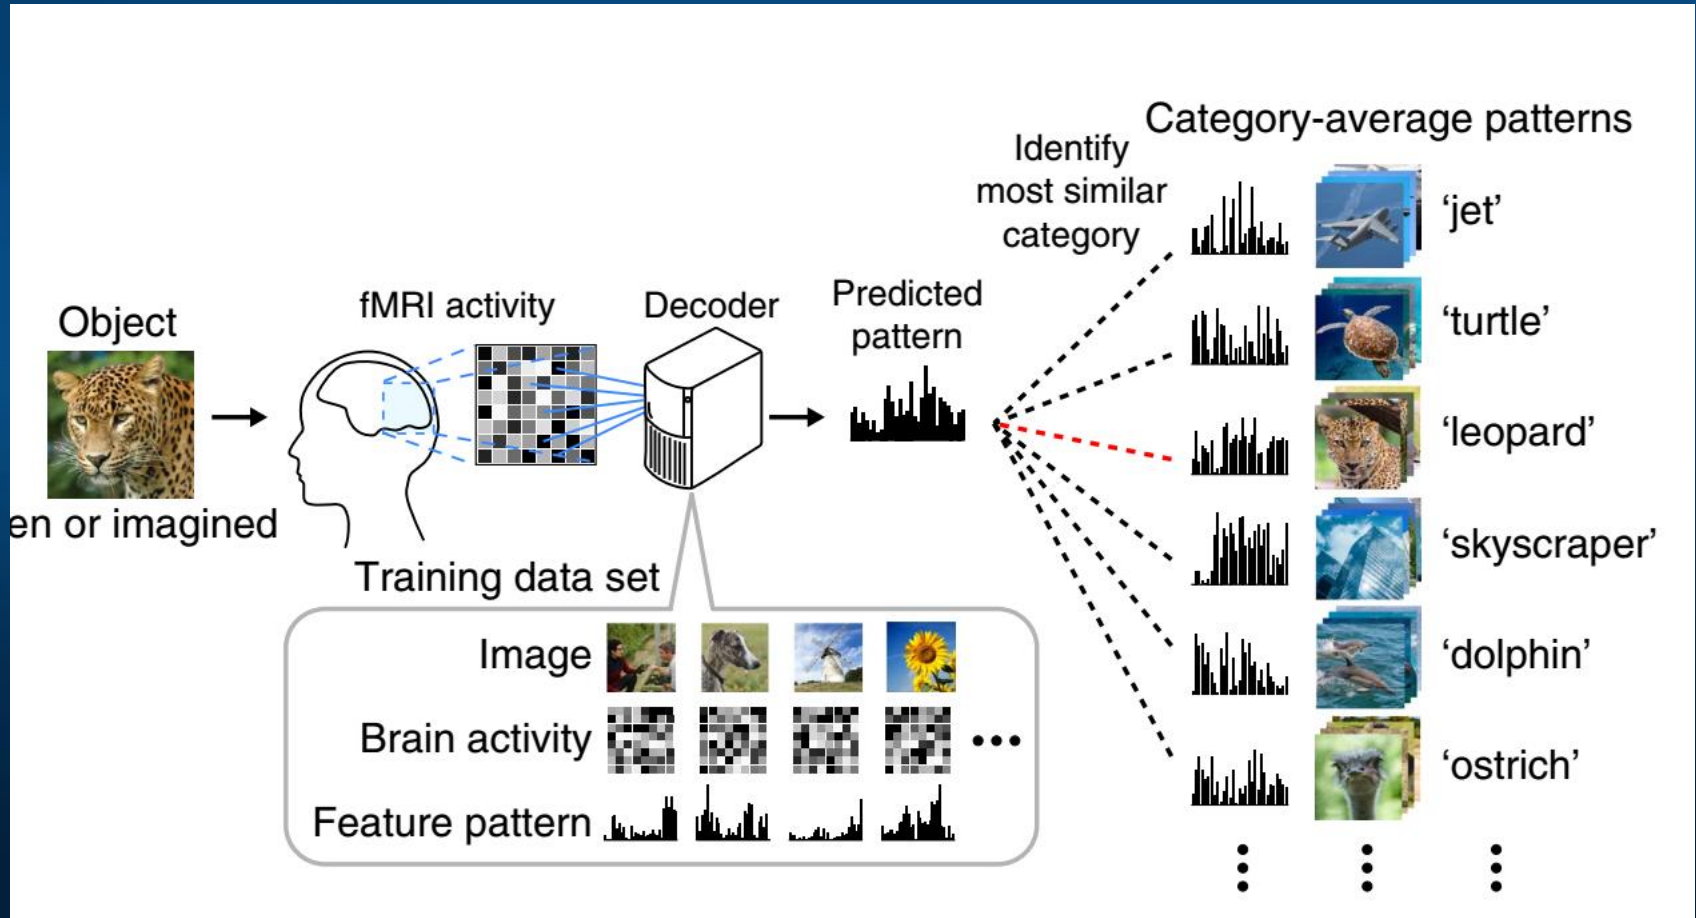 Category-average patterns
Identify
most similar
category
'jet'
'turtle'
'leopard'
'skyscraper'
'dolphin'
'ostrich'
Object
en or imagined
fMRI activity
Decoder
Predicted
pattern
Training data set
Image
Brain activity
Feature pattern